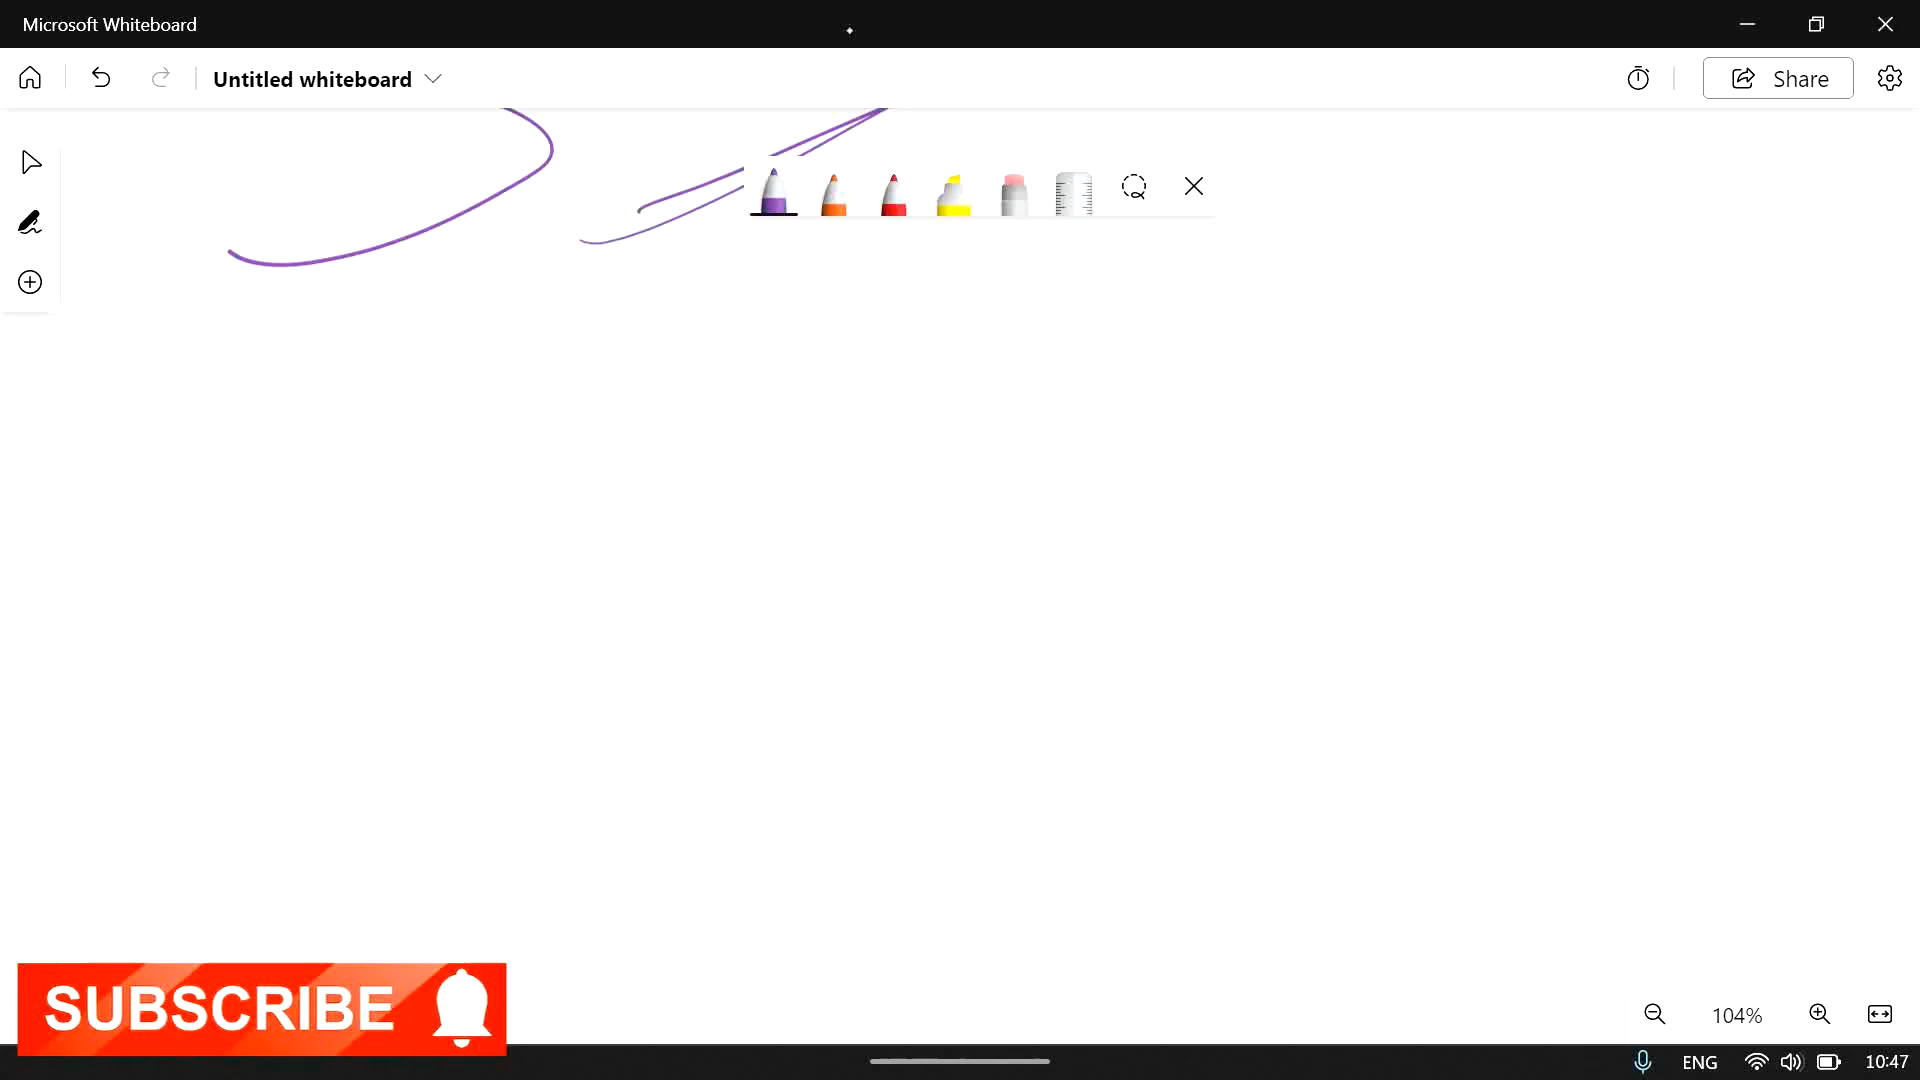 Microsoft Whiteboard
Untitled whiteboard
Share
SUBSCRIBE
104%
ENG
10:47